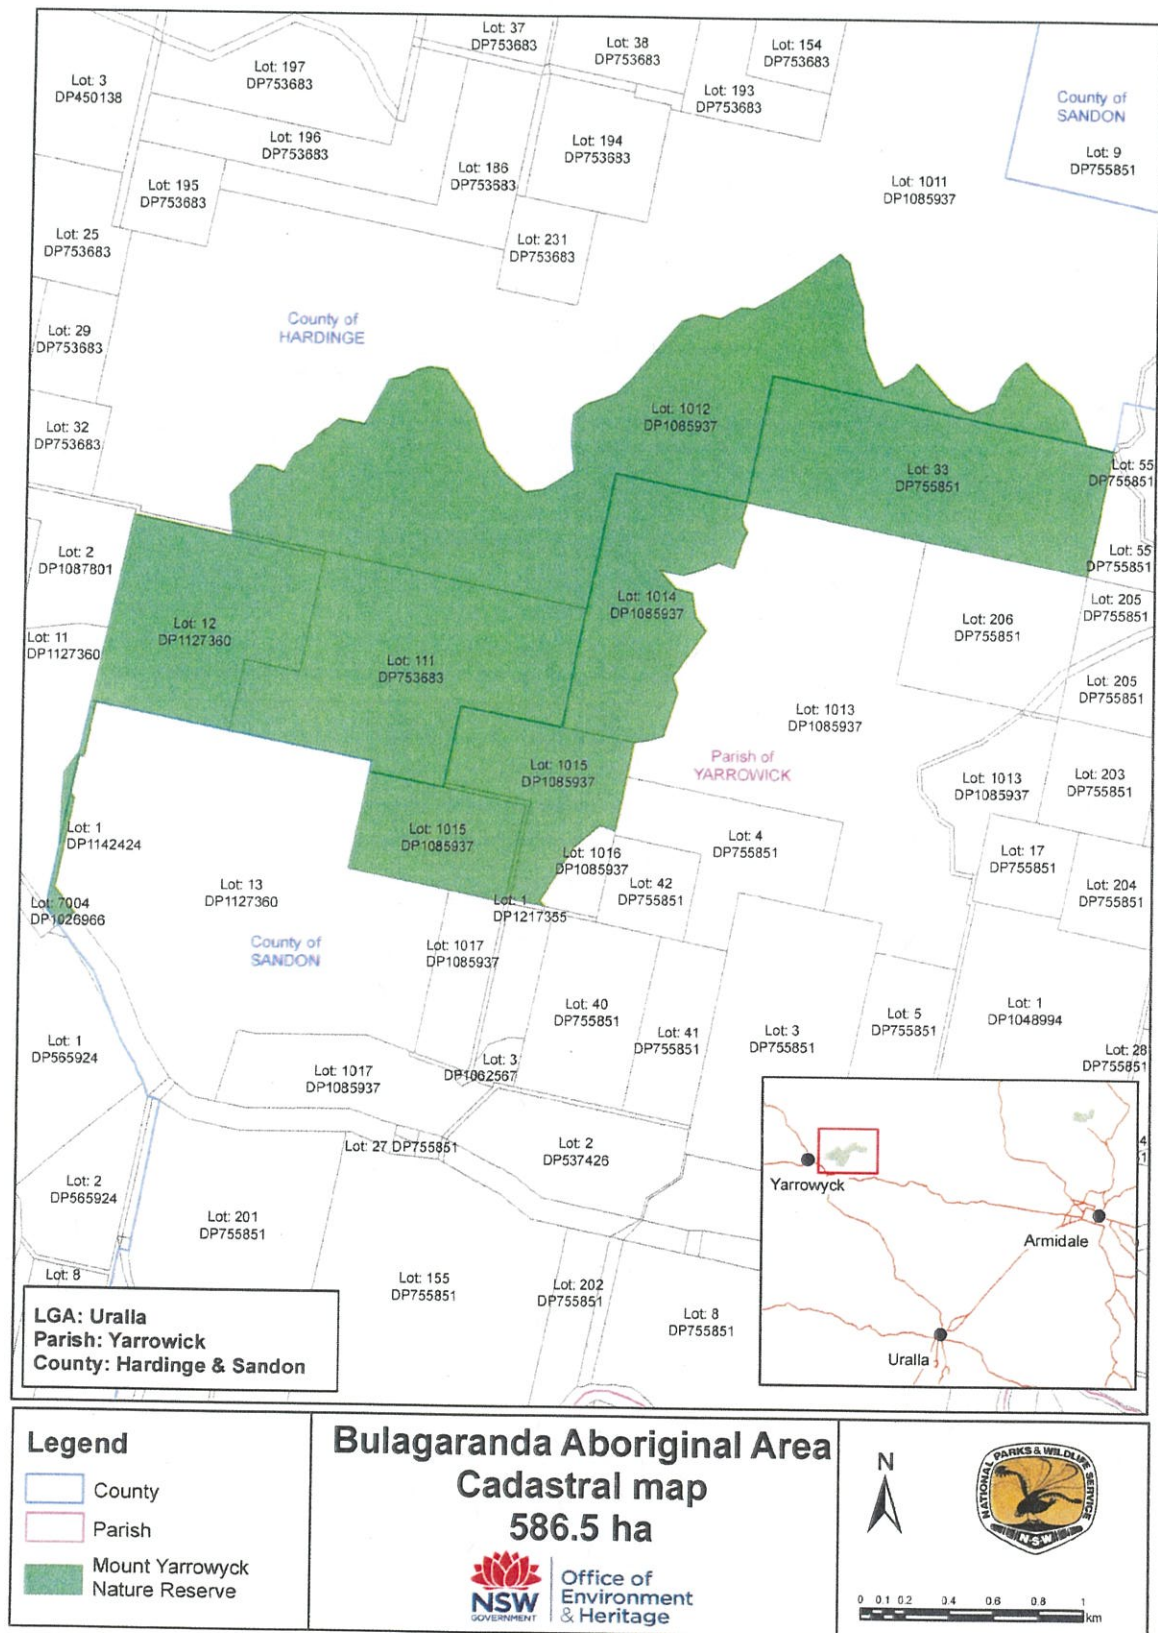 Lot: 37
DP753683
Lot: 38
DP753683
Lot: 154
DP753683
Lot: 3
DP450138
Lot: 197
DP753683
Lot: 193
DP753683
County of
SANDON
Lot: 196
DP753683
Lot: 194
DP753683
Lot: 9
DP755851
Lot: 195
DP753683
Lot: 186
DP753683
Lot: 1011
DP1085937
Lot: 25
DP753683
Lot: 231
DP753683
Lot: 29
DP753683
County of
HARDINGE
Lot: 32
DP753683
Lot: 1012
DP1085937
Lot: 33
DP755851
Lot: 55
DP755851
Lot: 2
DP1087801
Lot: 55
DP755851
Lot: 12
DP1127360
Lot: 1014
DP1085937
Lot: 206
DP755851
Lot: 205
DP755851
Lot: 11
DP1127360
Lot: 111
DP753683
Lot: 205
DP755851
Lot: 1013
DP1085937
Parish of
YARROWICK
Lot: 1015
DP1085937
Lot: 1013
DP1085937
Lot: 203
DP755851
Lot: 1
DP1142424
Lot: 1015
DP1085937
Lot: 1016
DP1085937
Lot: 4
DP755851
Lot: 17
DP755851
Lot: 7004
DP1026966
Lot: 13
DP1127360
Lot: 1
DP1217355
Lot: 42
DP755851
Lot: 204
DP755851
County of
SANDON
Lot: 1017
DP1085937
Lot: 40
DP755851
Lot: 41
DP755851
Lot: 3
DP755851
Lot: 5
DP755851
Lot: 1
DP1048994
Lot: 28
DP755851
Lot: 1
DP565924
Lot: 1017
DP1085937
Lot: 3
DP1062567
Lot: 27 DP755851
Lot: 2
DP537426
Lot: 2
DP565924
Lot: 201
DP755851
Lot: 155
DP755851
Lot: 202
DP755851
Lot: 8
DP755851
Lot: 8
4
1
Yarrowyck
Armidale
Uralla
LGA: Uralla
Parish: Yarrowick
County: Hardinge & Sandon
Legend
County
Parish
Mount Yarrowyck
Nature Reserve
Bulagaranda Aboriginal Area
Cadastral map
586.5 ha
NSW
GOVERNMENT
Office of
Environment
& Heritage
N
NATIONAL PARKS & WILDLIFE SERVICE
N·S·W
0 0.1 0.2 0.4 0.6 0.8 1
km